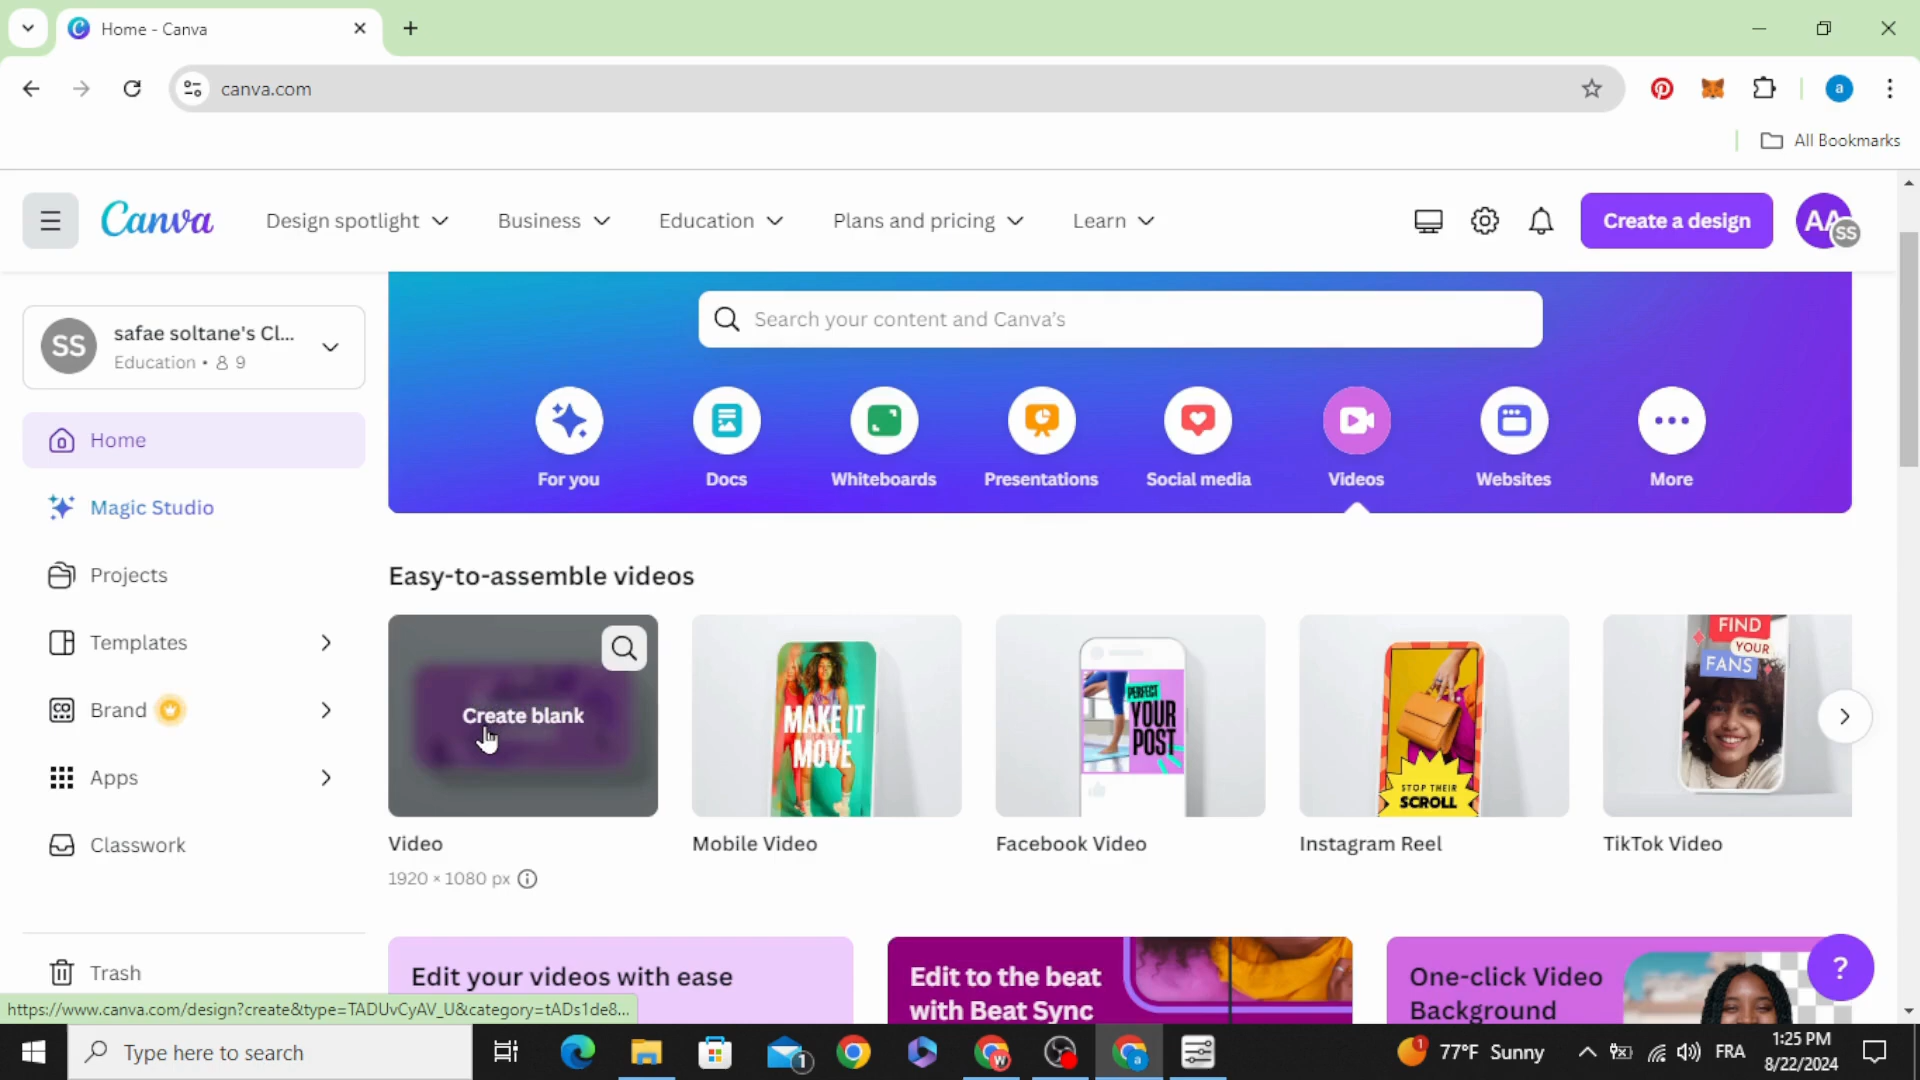 Home - Canva
canva.com
All Bookmarks
Canva
Design spotlight
Business
Education
Plans and pricing
Learn
Create a design
AA
SS
SS
safae soltane's Cl...
Education • 9
Search your content and Canva's
For you
Docs
Whiteboards
Presentations
Social media
Videos
Websites
More
Home
Magic Studio
Projects
Templates
Brand
Apps
Classwork
Trash
Easy-to-assemble videos
Create blank
MAKE IT
MOVE
PERFECT
YOUR
POST
STOP THEIR
SCROLL
FIND
YOUR
FANS
Video
1920 × 1080 px
Mobile Video
Facebook Video
Instagram Reel
TikTok Video
Edit your videos with ease
Edit to the beat
with Beat Sync
One-click Video
Background
?
https://www.canva.com/design?create&type=TADUvCyAV_U&category=tADs1de8...
Type here to search
1
1
77°F Sunny
FRA
1:25 PM
8/22/2024